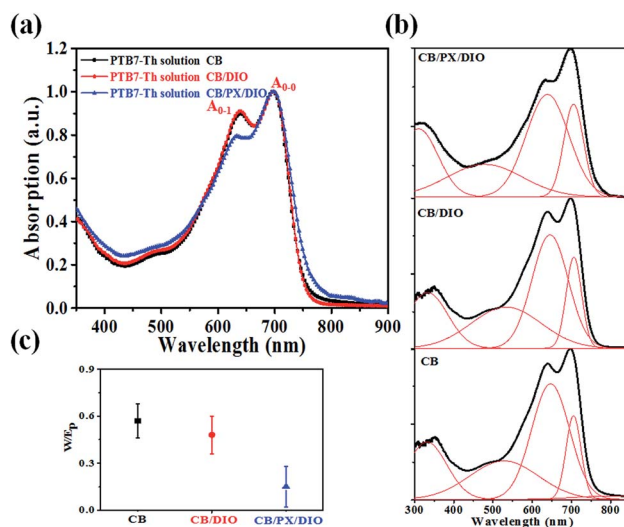 (a)
1.2
1.0
0.8
0.6
0.4
0.2
0.0
Absorption (a.u.)
PTB7-Th solution CB
PTB7-Th solution CB/DIO
PTB7-Th solution CB/PX/DIO
A0-1
A0-0
400 500 600 700 800 900
Wavelength (nm)
(b)
CB/PX/DIO
CB/DIO
CB
300 400 500 600 700 800
Wavelength (nm)
(c)
0.9
0.6
0.3
0.0
W/Ep
CB CB/DIO CB/PX/DIO